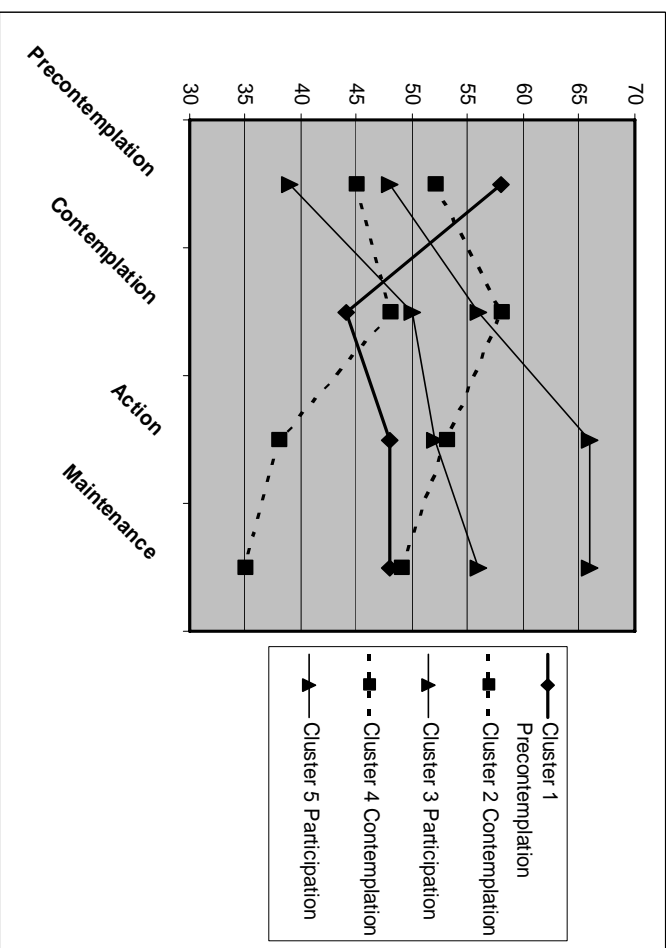 70
65
60
55
50
45
40
35
30
Precontemplation
Contemplation
Action
Maintenance
Cluster 1
Precontemplation
Cluster 2 Contemplation
Cluster 3 Participation
Cluster 4 Contemplation
Cluster 5 Participation